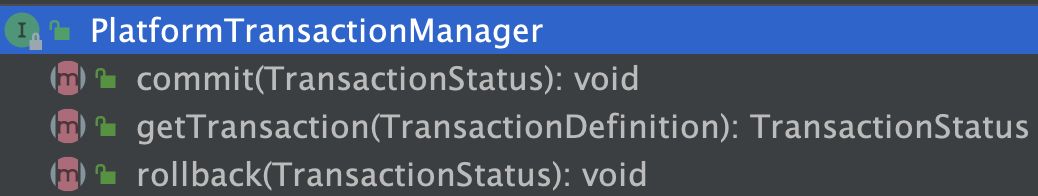 I PlatformTransactionManager
m commit(TransactionStatus): void
m getTransaction(TransactionDefinition): TransactionStatus
m rollback(TransactionStatus): void